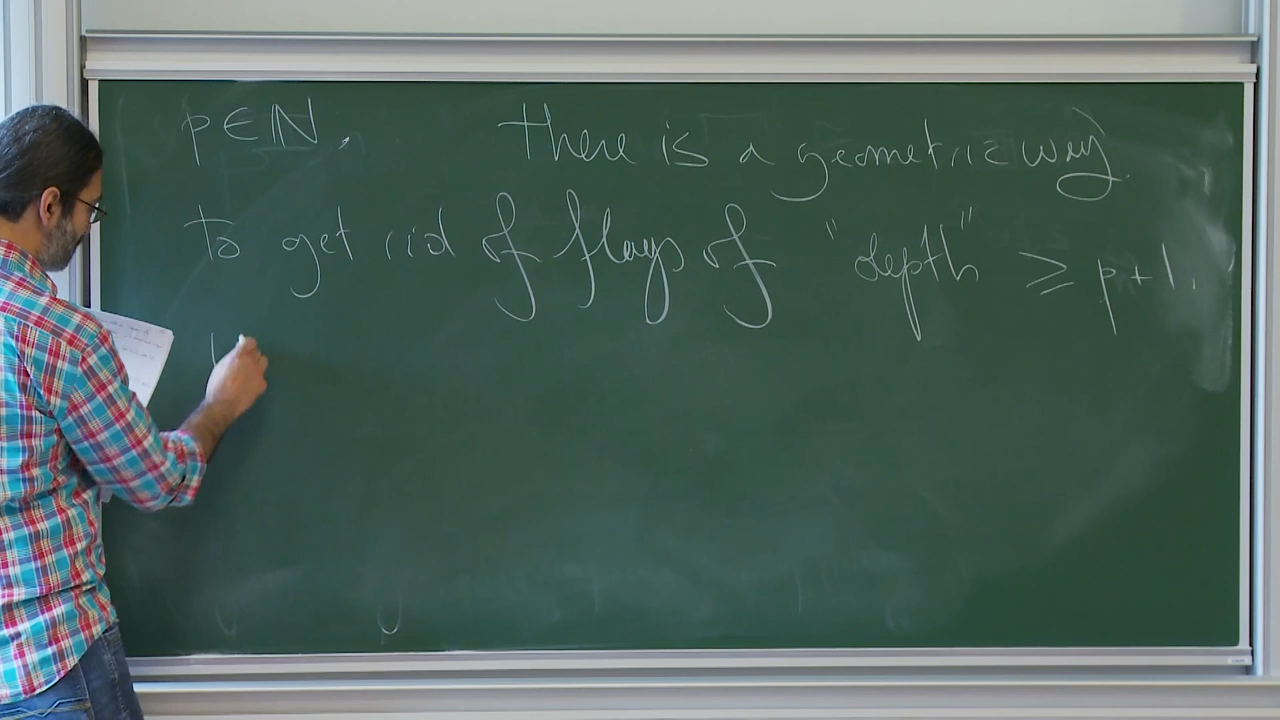 p∈ℕ. There is a geometric way
to get rid of flags of "depth" ≥ p+1.